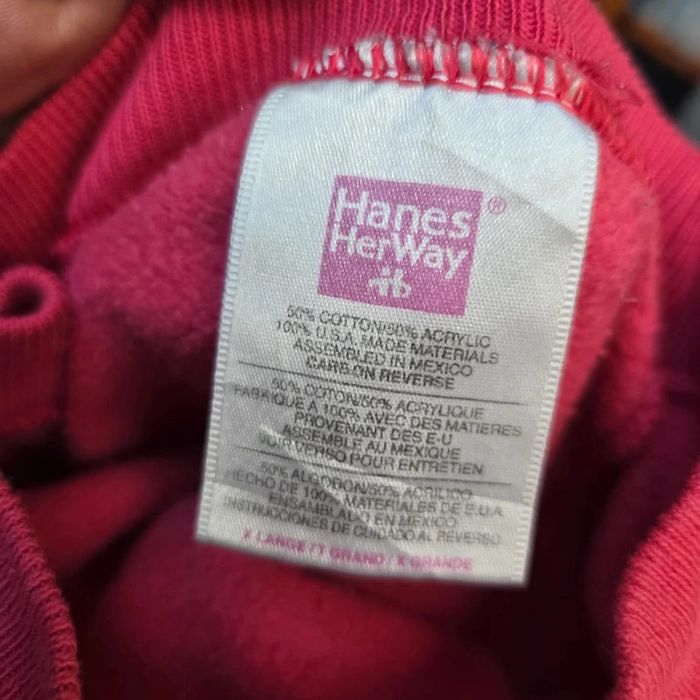 Hanes®
HerWay
50% COTTON/50% ACRYLIC
100% U.S.A. MADE MATERIALS
ASSEMBLED IN MEXICO
CARE ON REVERSE
50% COTON/50% ACRYLIQUE
FABRIQUE A 100% AVEC DES MATIERES
PROVENANT DES E-U
ASSEMBLE AU MEXIQUE
VOIR VERSO POUR ENTRETIEN
50% ALGODON/50% ACRILICO
HECHO DE 100% MATERIALES DE E.U.A.
ENSAMBLADO EN MEXICO
INSTRUCCIONES DE CUIDADO AL REVERSO
X LARGE/T GRAND/X GRANDE